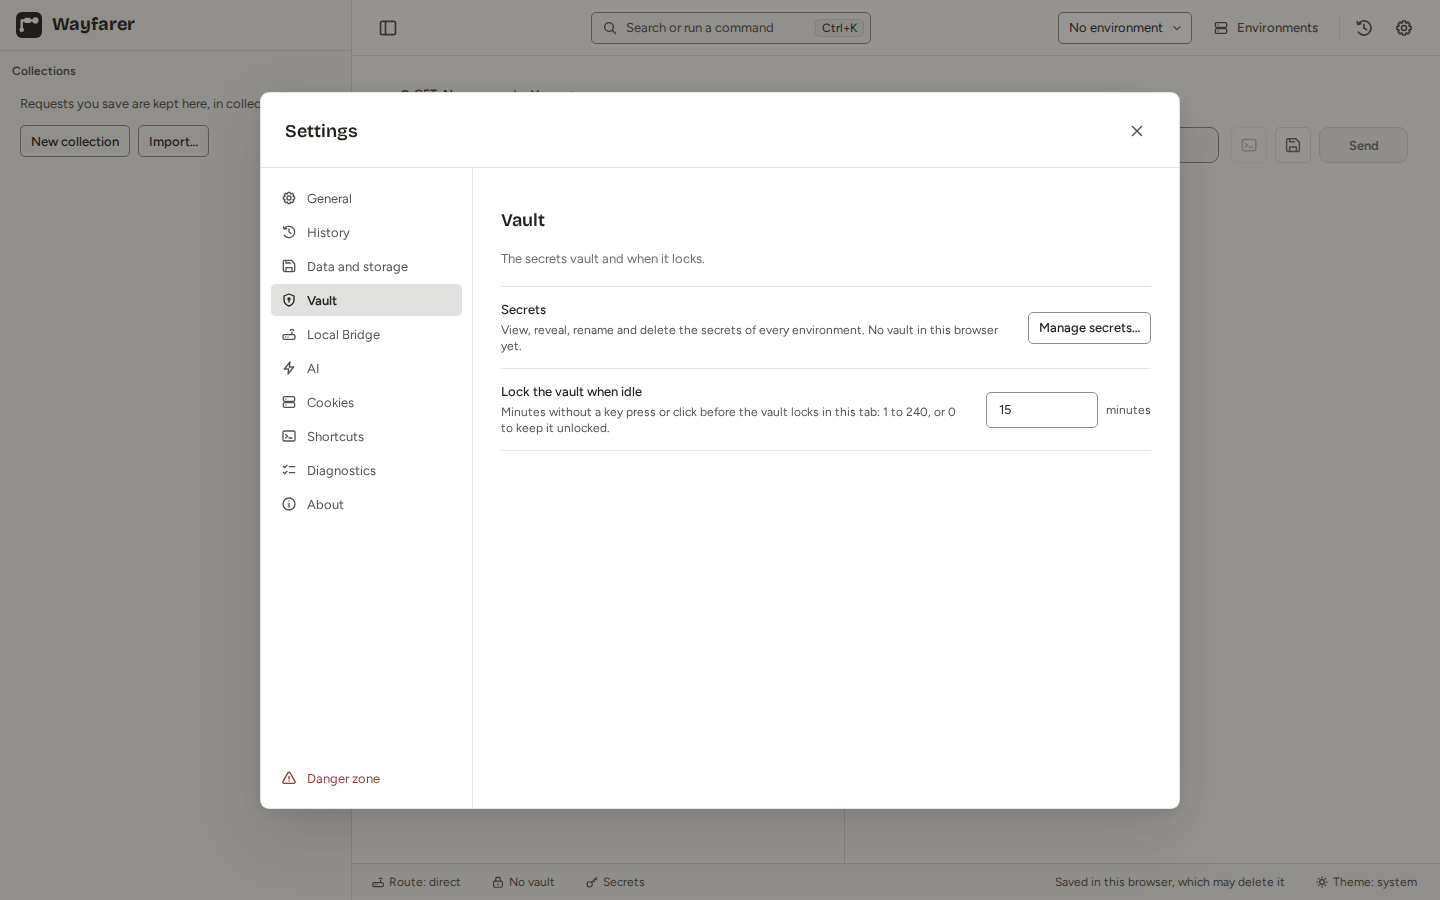 Wayfarer
Search or run a command
Ctrl+K
No environment
Environments
Collections
Requests you save are kept here, in collec
New collection
Import...
Send
Settings
General
History
Data and storage
Vault
Local Bridge
AI
Cookies
Shortcuts
Diagnostics
About
Danger zone
Vault
The secrets vault and when it locks.
Secrets
View, reveal, rename and delete the secrets of every environment. No vault in this browser
yet.
Manage secrets...
Lock the vault when idle
Minutes without a key press or click before the vault locks in this tab: 1 to 240, or 0
to keep it unlocked.
15
minutes
Route: direct
No vault
Secrets
Saved in this browser, which may delete it
Theme: system